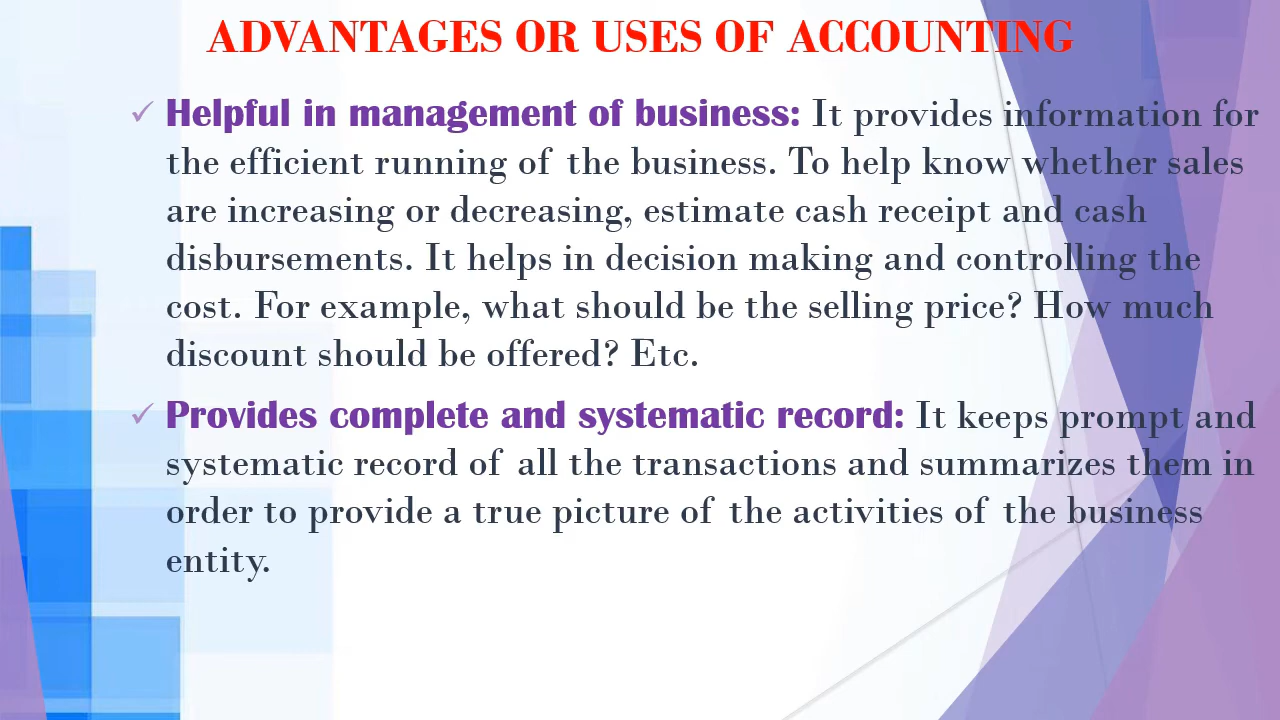 ADVANTAGES OR USES OF ACCOUNTING
✓ Helpful in management of business: It provides information for
the efficient running of the business. To help know whether sales
are increasing or decreasing, estimate cash receipt and cash
disbursements. It helps in decision making and controlling the
cost. For example, what should be the selling price? How much
discount should be offered? Etc.
✓ Provides complete and systematic record: It keeps prompt and
systematic record of all the transactions and summarizes them in
order to provide a true picture of the activities of the business
entity.